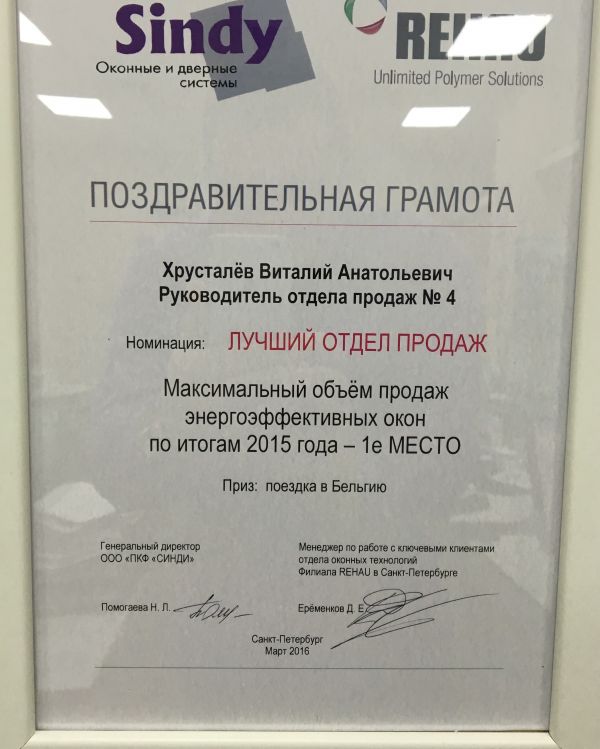 Sindy
Оконные и дверные
системы
REHAU
Unlimited Polymer Solutions
ПОЗДРАВИТЕЛЬНАЯ ГРАМОТА
Хрусталёв Виталий Анатольевич
Руководитель отдела продаж № 4
Номинация: ЛУЧШИЙ ОТДЕЛ ПРОДАЖ
Максимальный объём продаж
энергоэффективных окон
по итогам 2015 года – 1е МЕСТО
Приз: поездка в Бельгию
Генеральный директор
ООО «ПКФ «СИНДИ»
Помогаева Н. Л.
Менеджер по работе с ключевыми клиентами
отдела оконных технологий
Филиала REHAU в Санкт-Петербурге
Ерёменков Д. Е.
Санкт-Петербург
Март 2016